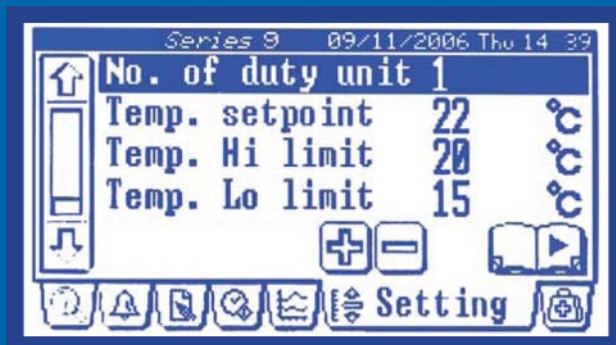 Series 9 09/11/2006 Thu 14 39
No. of duty unit 1
Temp. setpoint 22 °C
Temp. Hi limit 20 °C
Temp. Lo limit 15 °C
Setting